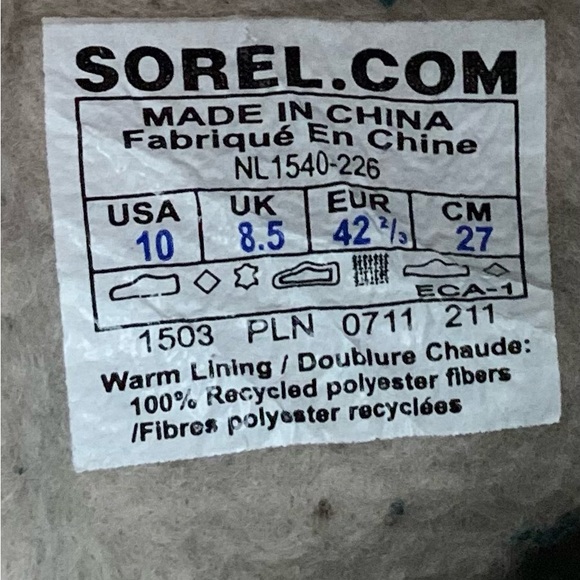 SOREL.COM
MADE IN CHINA
Fabriqué En Chine
NL1540-226
USA UK EUR CM
10 8.5 42 2/3 27
ECA-1
1503 PLN 0711 211
Warm Lining / Doublure Chaude:
100% Recycled polyester fibers
/Fibres polyester recyclées